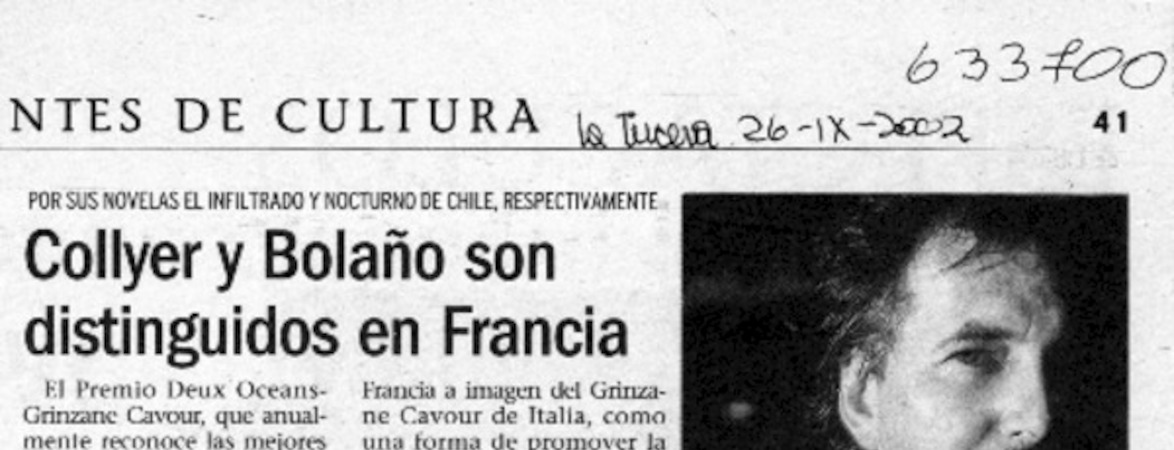 633700
NTES DE CULTURA
La Tercera 26-IX-2002
41
POR SUS NOVELAS EL INFILTRADO Y NOCTURNO DE CHILE, RESPECTIVAMENTE
Collyer y Bolaño son
distinguidos en Francia
El Premio Deux Oceans-
Grinzane Cavour, que anual-
mente reconoce las mejores
Francia a imagen del Grinza-
ne Cavour de Italia, como
una forma de promover la